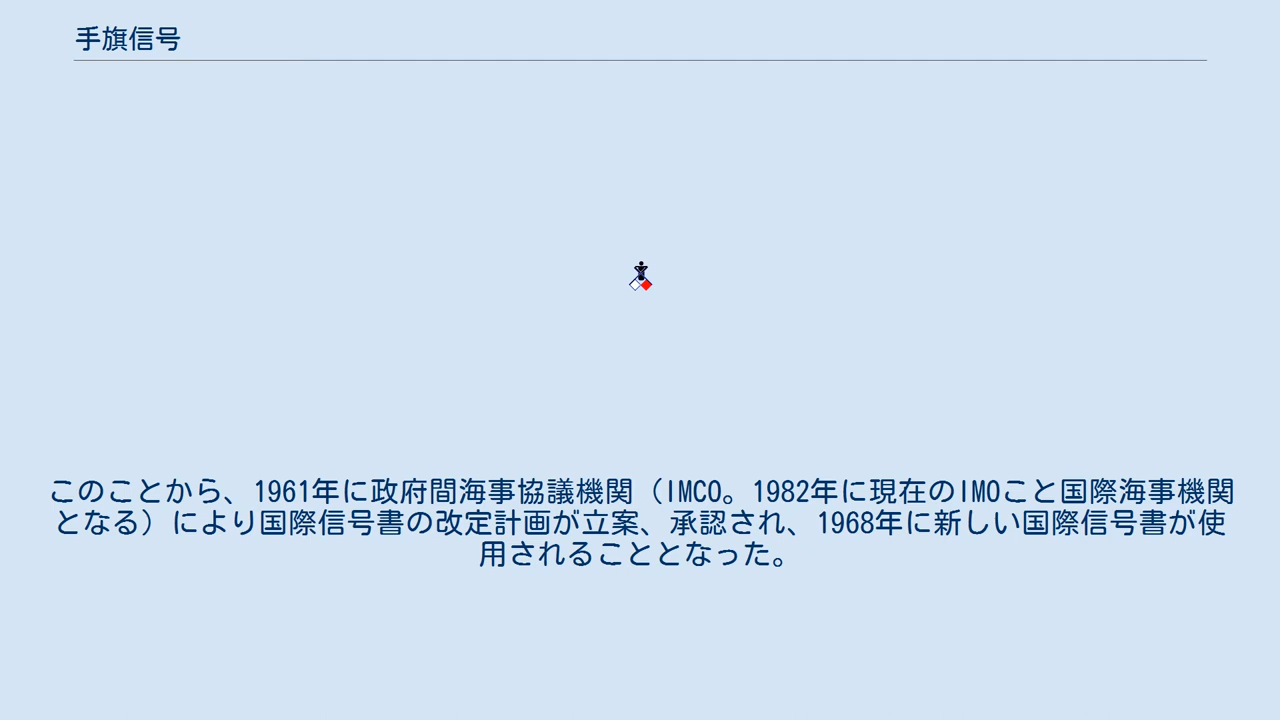 手旗信号
このことから、1961年に政府間海事協議機関（IMCO。1982年に現在のIMOこと国際海事機関
となる）により国際信号書の改定計画が立案、承認され、1968年に新しい国際信号書が使
用されることとなった。